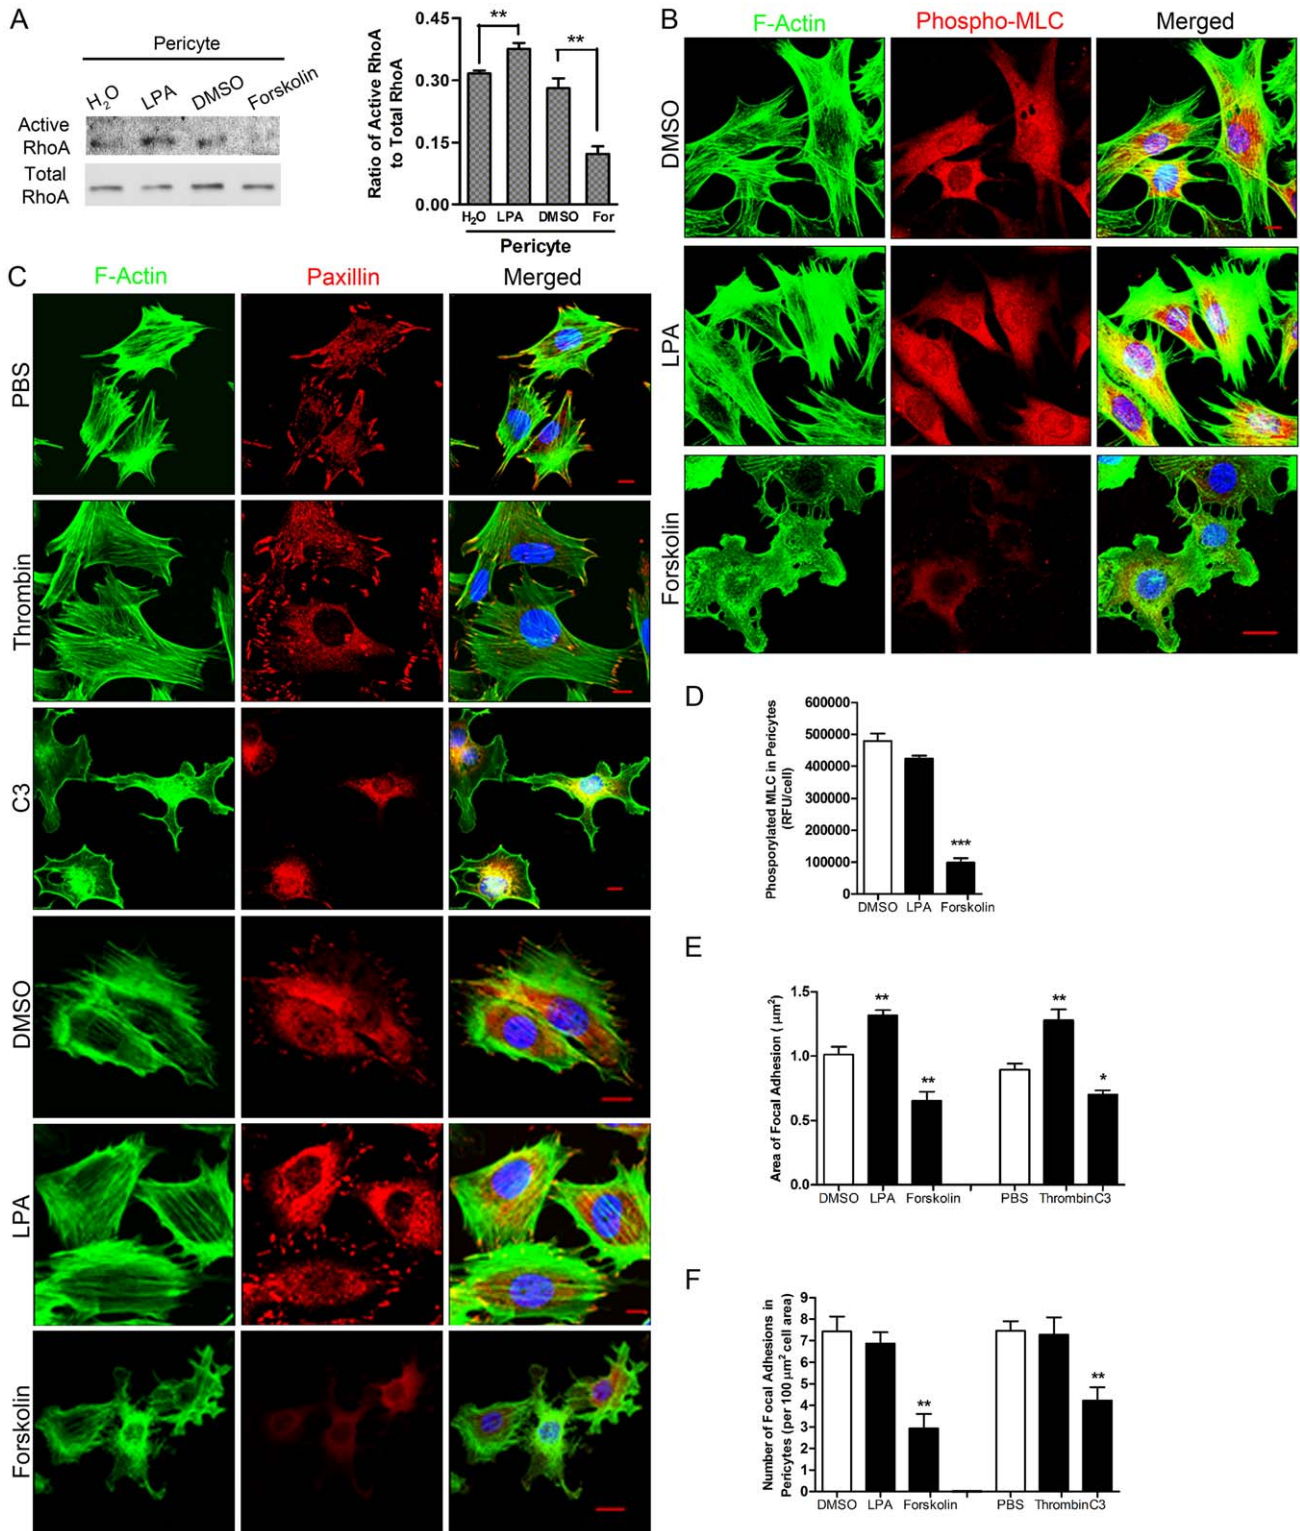 A
Pericyte
H2O
LPA
DMSO
Forskolin
Active
RhoA
Total
RhoA
Ratio of Active RhoA
to Total RhoA
0.45
0.30
0.15
0.00
**
**
H2O LPA DMSO For
Pericyte
B
F-Actin Phospho-MLC Merged
DMSO
LPA
Forskolin
C
F-Actin Paxillin Merged
PBS
Thrombin
C3
DMSO
LPA
Forskolin
D
Phosporylated MLC in Pericytes
(RFU/cell)
600000
500000
400000
300000
200000
100000
0
***
DMSO LPA Forskolin
E
Area of Focal Adhesion ( μm2)
1.5
1.0
0.5
0.0
** ** ** *
DMSO LPA Forskolin PBS ThrombinC3
F
Number of Focal Adhesions in
Pericytes (per 100 μm2 cell area)
9
8
7
6
5
4
3
2
1
0
** **
DMSO LPA Forskolin PBS ThrombinC3